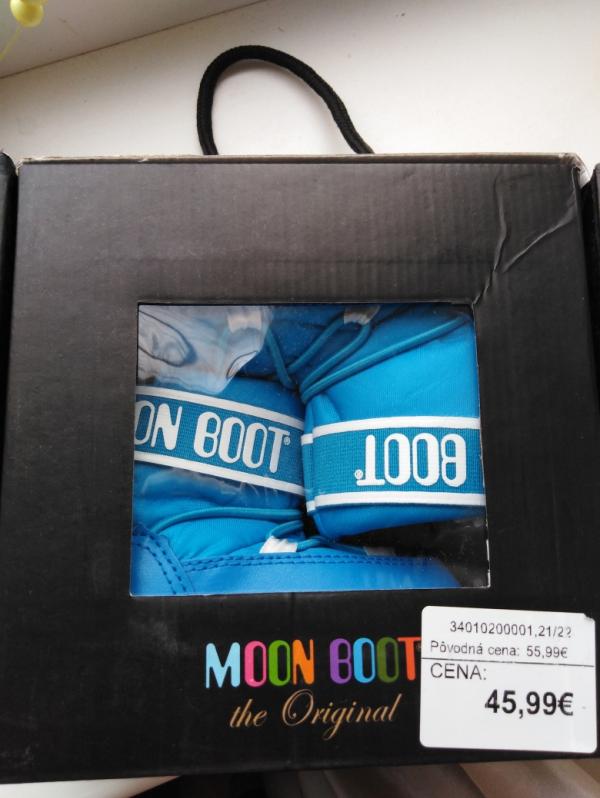 ON BOOT
BOOT
MOON BOOT
the Original
34010200001,21/22
Pôvodná cena: 55,99€
CENA:
45,99€